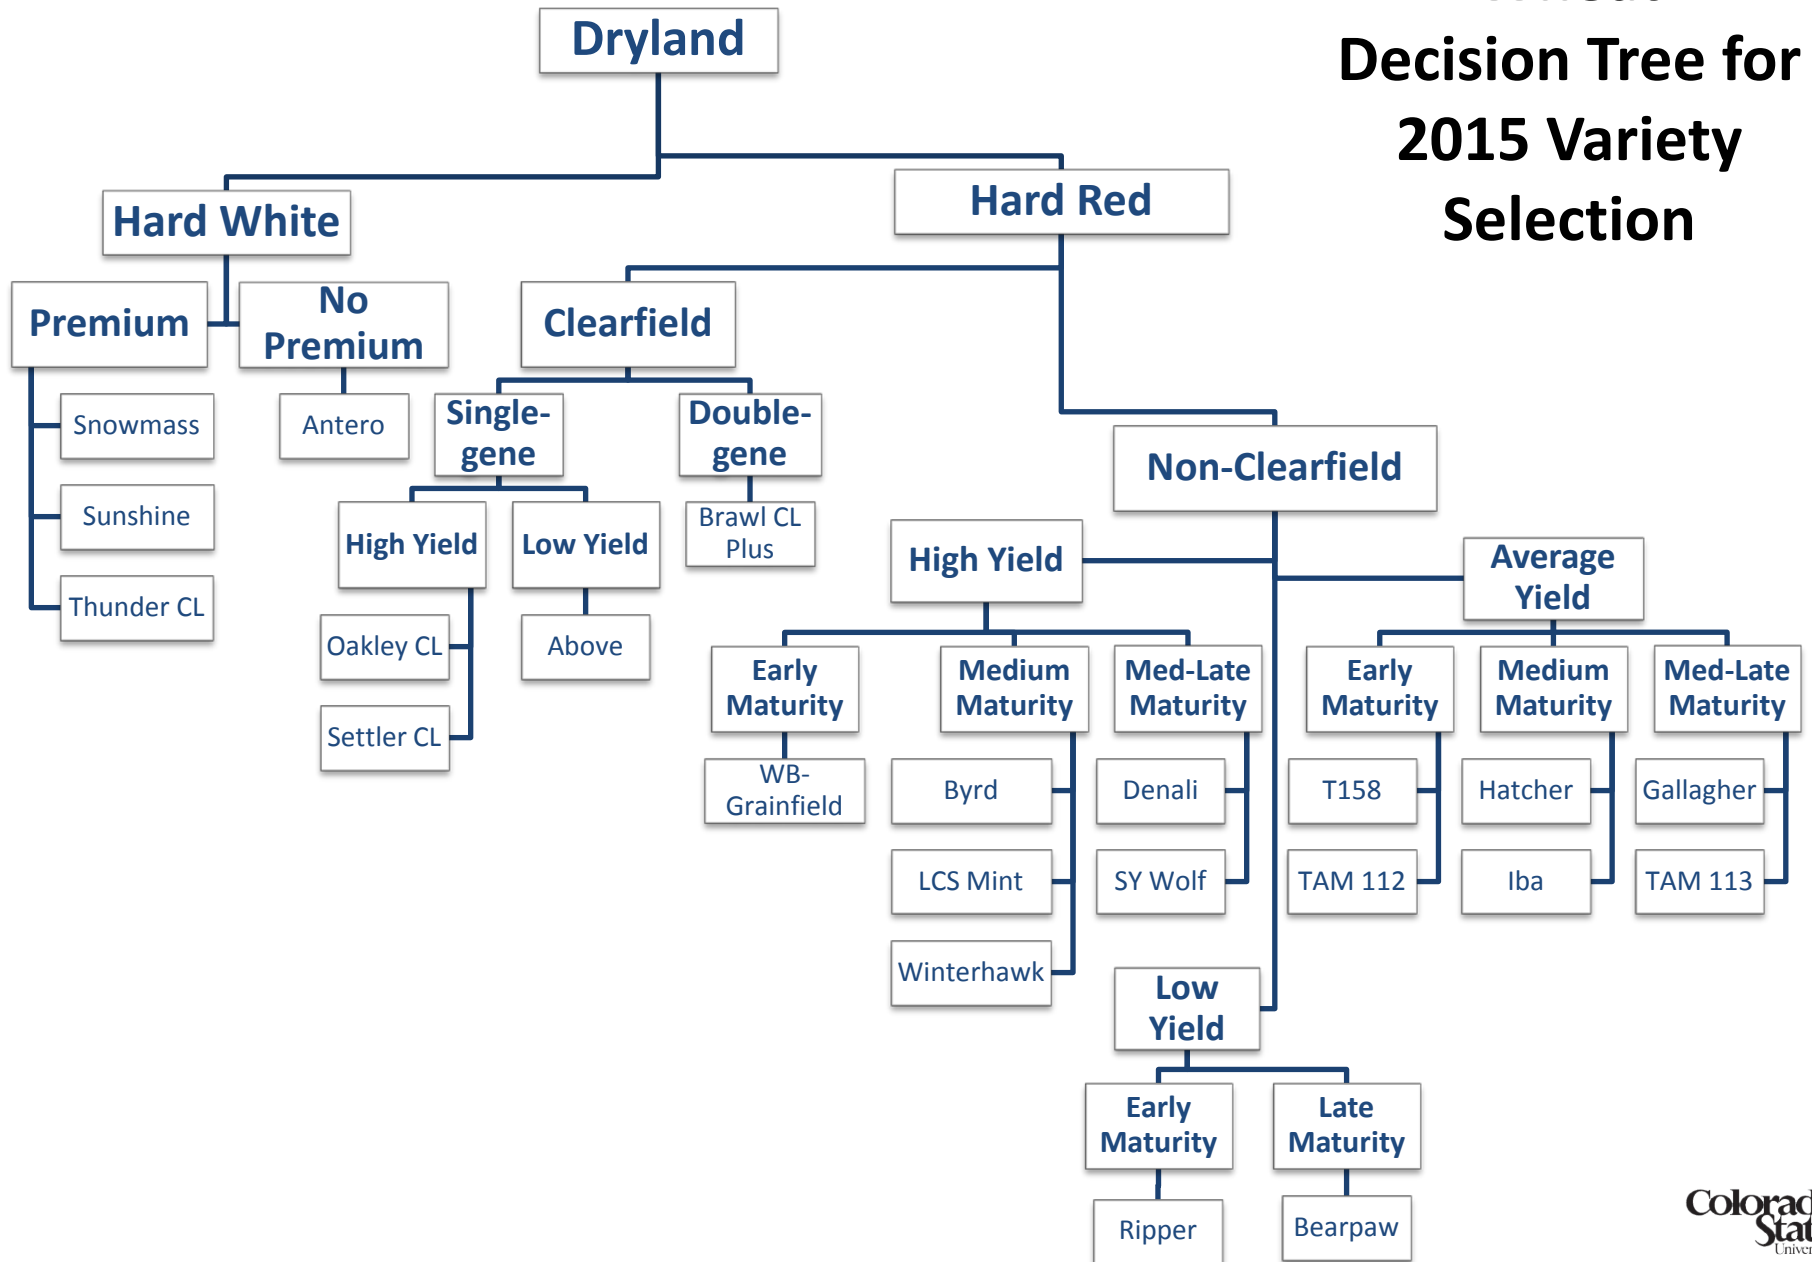 Dryland
Decision Tree for
2015 Variety
Selection
Hard White
Hard Red
Premium
No
Premium
Clearfield
Snowmass
Sunshine
Thunder CL
Antero
Single-
gene
Double-
gene
High Yield
Low Yield
Brawl CL
Plus
Oakley CL
Settler CL
Above
Non-Clearfield
High Yield
Average
Yield
Early
Maturity
Medium
Maturity
Med-Late
Maturity
WB-
Grainfield
Byrd
LCS Mint
Winterhawk
Denali
SY Wolf
Early
Maturity
Medium
Maturity
Med-Late
Maturity
T158
TAM 112
Hatcher
Iba
Gallagher
TAM 113
Low
Yield
Early
Maturity
Late
Maturity
Ripper
Bearpaw